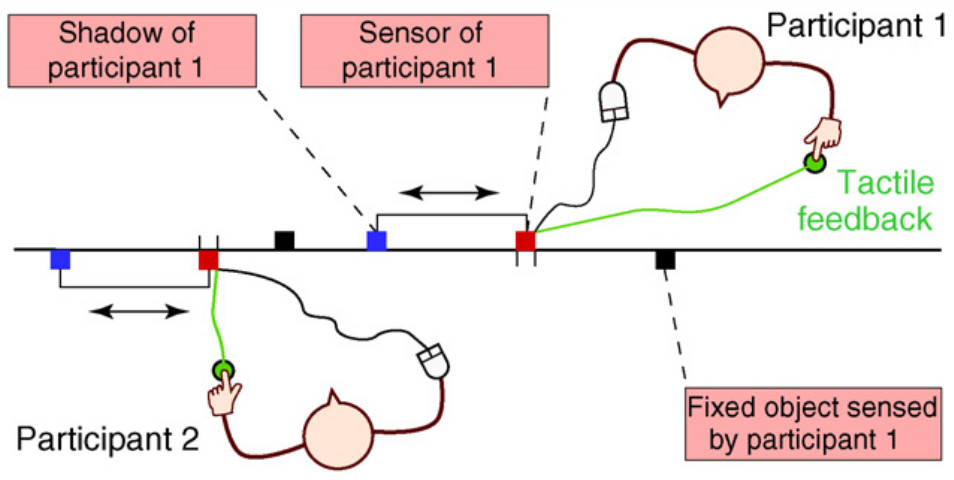 Shadow of
participant 1
Sensor of
participant 1
Participant 1
Tactile
feedback
Participant 2
Fixed object sensed
by participant 1